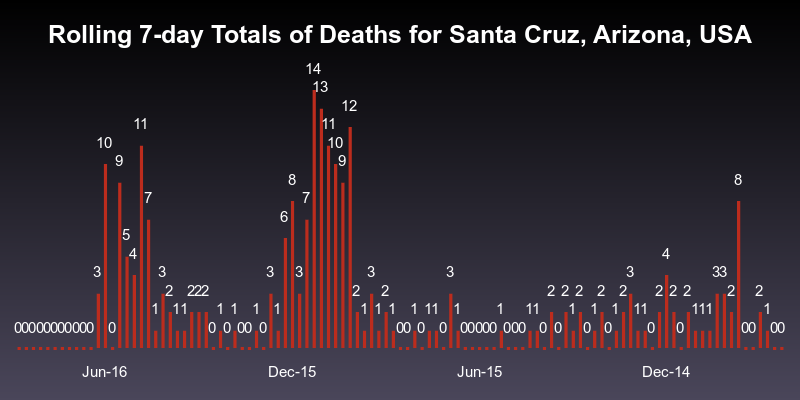 Rolling 7-day Totals of Deaths for Santa Cruz, Arizona, USA
14
13
12
11 11
10 10
9 9
8 8
7 7
6
5
4 4
3 3 3 3 3 3 3 33
2 222 2 2 2 2 2 2 2 2 2 2 2 2
1 11 1 1 1 1 1 1 1 1 11 1 1 11 1 1 1 11 111 1
00000000000 0 0 0 00 0 00 0 0 00000 000 0 0 0 0 0 0 00 00
Jun-16 Dec-15 Jun-15 Dec-14